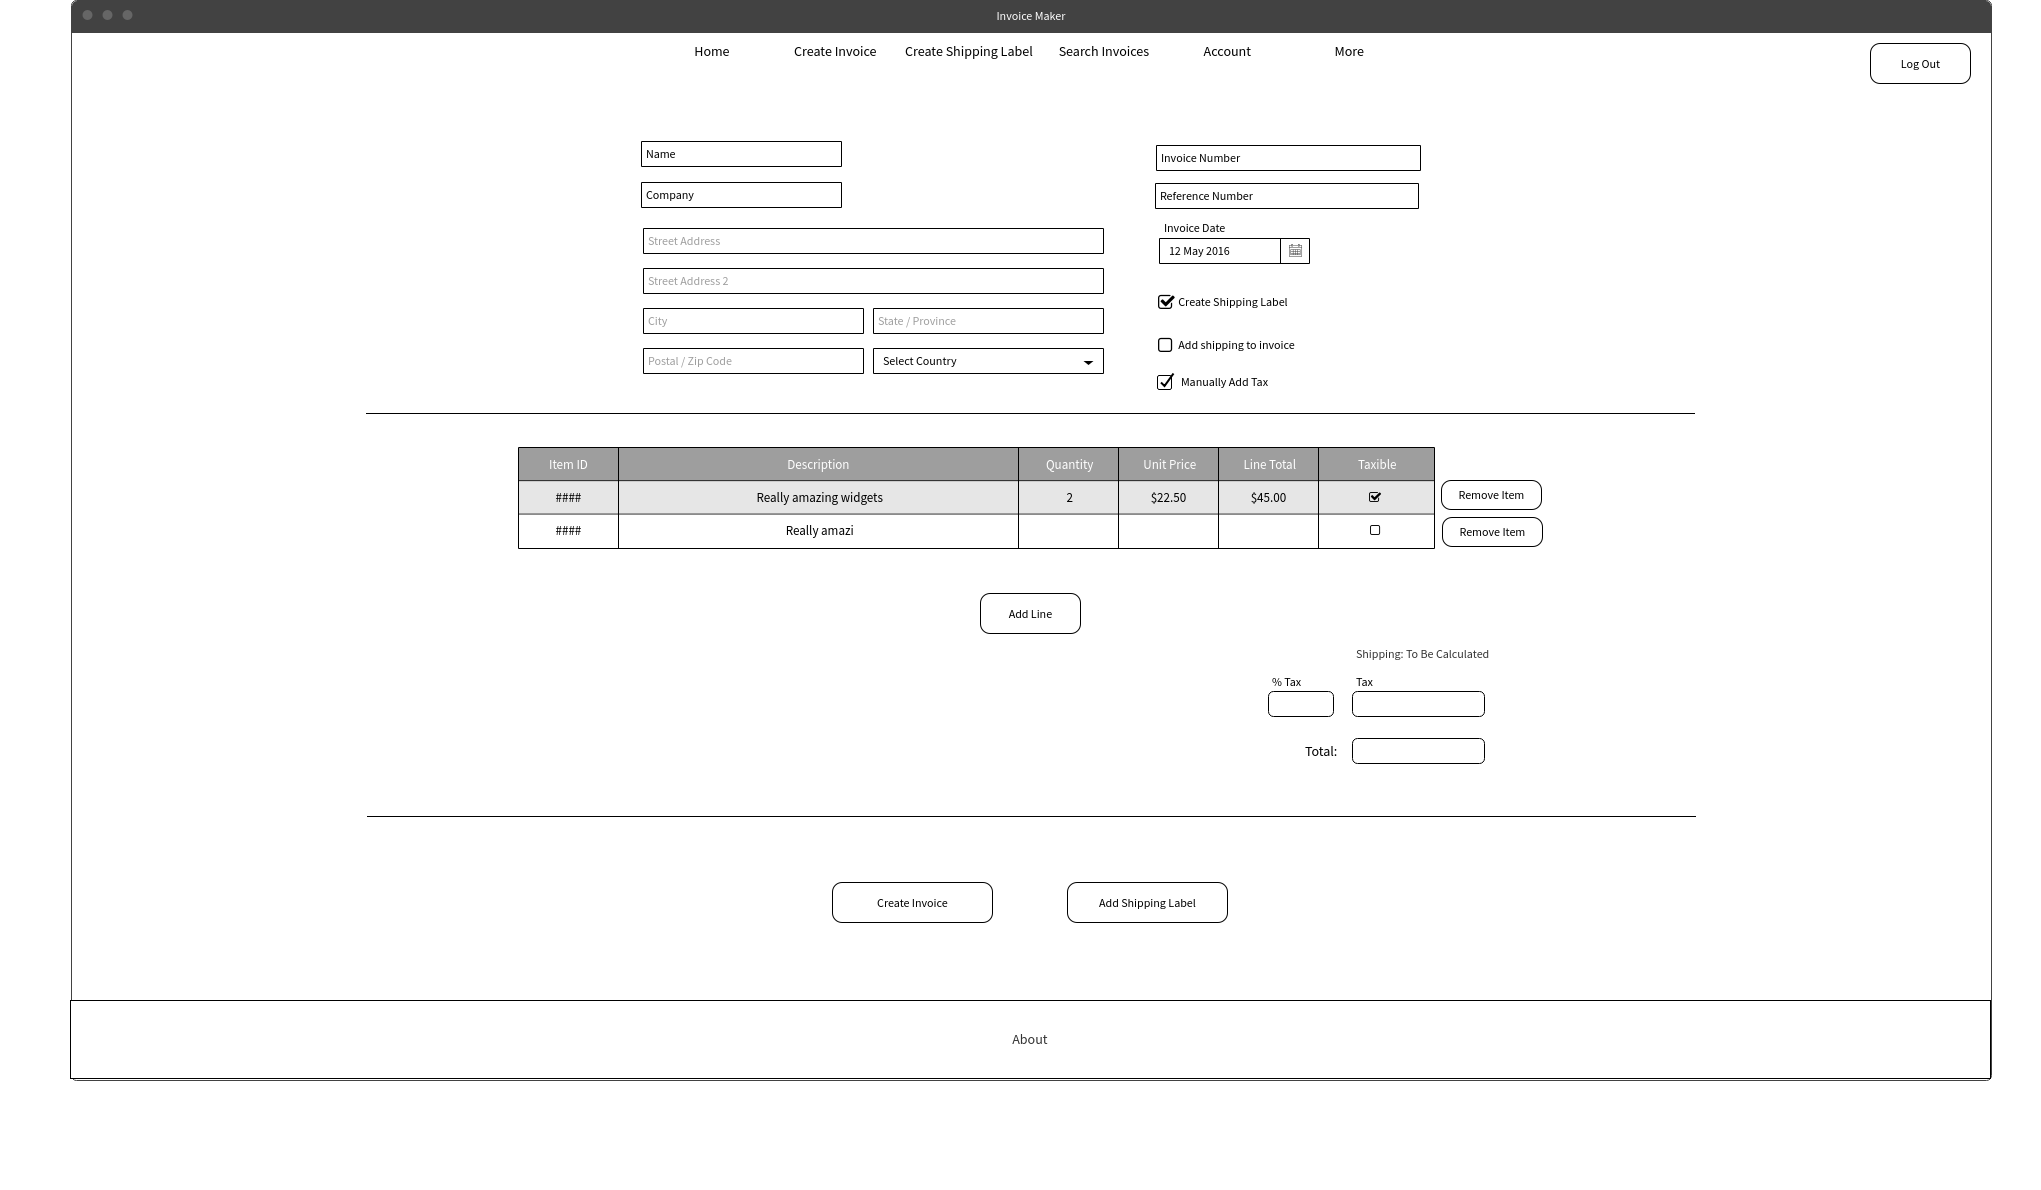 Invoice Maker
Home Create Invoice Create Shipping Label Search Invoices Account More
Log Out
Name
Company
Street Address
Street Address 2
City State / Province
Postal / Zip Code Select Country
Invoice Number
Reference Number
Invoice Date
12 May 2016
Create Shipping Label
Add shipping to invoice
Manually Add Tax
Item ID Description Quantity Unit Price Line Total Taxible
#### Really amazing widgets 2 $22.50 $45.00 Remove Item
#### Really amazi Remove Item
Add Line
Shipping: To Be Calculated
% Tax Tax
Total:
Create Invoice Add Shipping Label
About